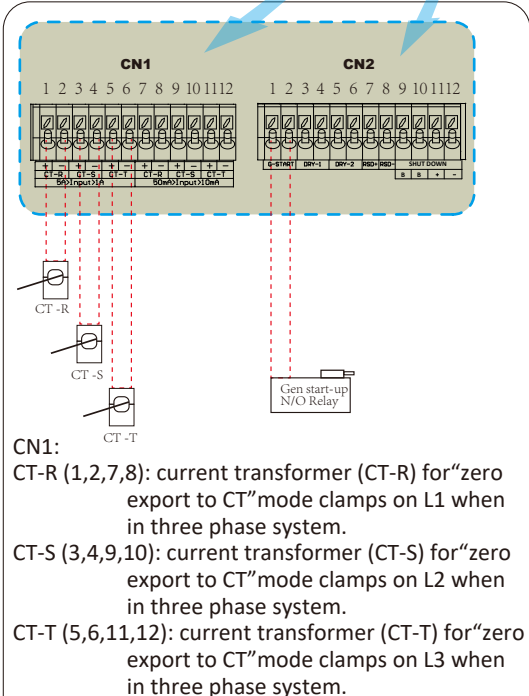 CN1 CN2
1 2 3 4 5 6 7 8 9 10 11 12 1 2 3 4 5 6 7 8 9 10 11 12
+ - + - + - + - + - + - G-START DRY-1 DRY-2 RSD+ RSD- SHUT DOWN
CT-R CT-S CT-T CT-R CT-S CT-T B B + -
5A>Input>1A 50mA>Input>10mA
CT -R
CT -S
CT -T
Gen start-up
N/O Relay
CN1:
CT-R (1,2,7,8): current transformer (CT-R) for“zero
export to CT”mode clamps on L1 when
in three phase system.
CT-S (3,4,9,10): current transformer (CT-S) for“zero
export to CT”mode clamps on L2 when
in three phase system.
CT-T (5,6,11,12): current transformer (CT-T) for“zero
export to CT”mode clamps on L3 when
in three phase system.